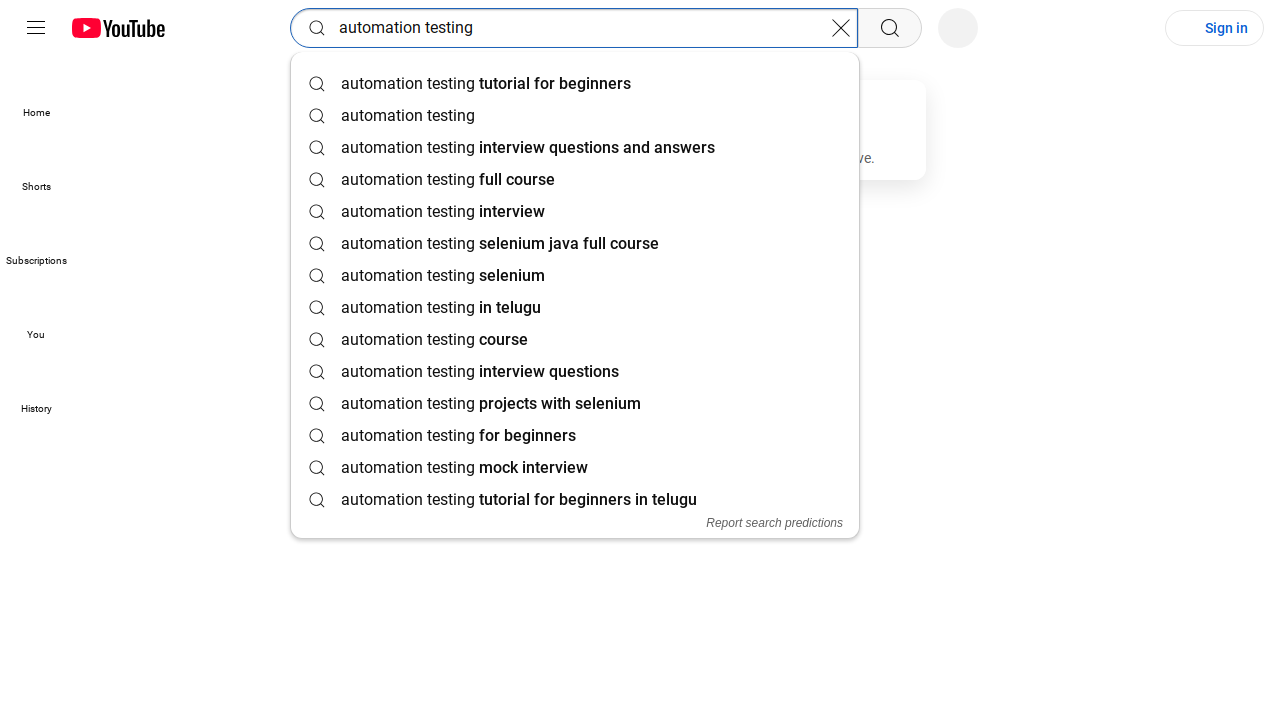 YouTube
automation testing
Sign in
automation testing tutorial for beginners
automation testing
automation testing interview questions and answers
automation testing full course
automation testing interview
automation testing selenium java full course
automation testing selenium
automation testing in telugu
automation testing course
automation testing interview questions
automation testing projects with selenium
automation testing for beginners
automation testing mock interview
automation testing tutorial for beginners in telugu
Report search predictions
Home
Shorts
Subscriptions
You
History